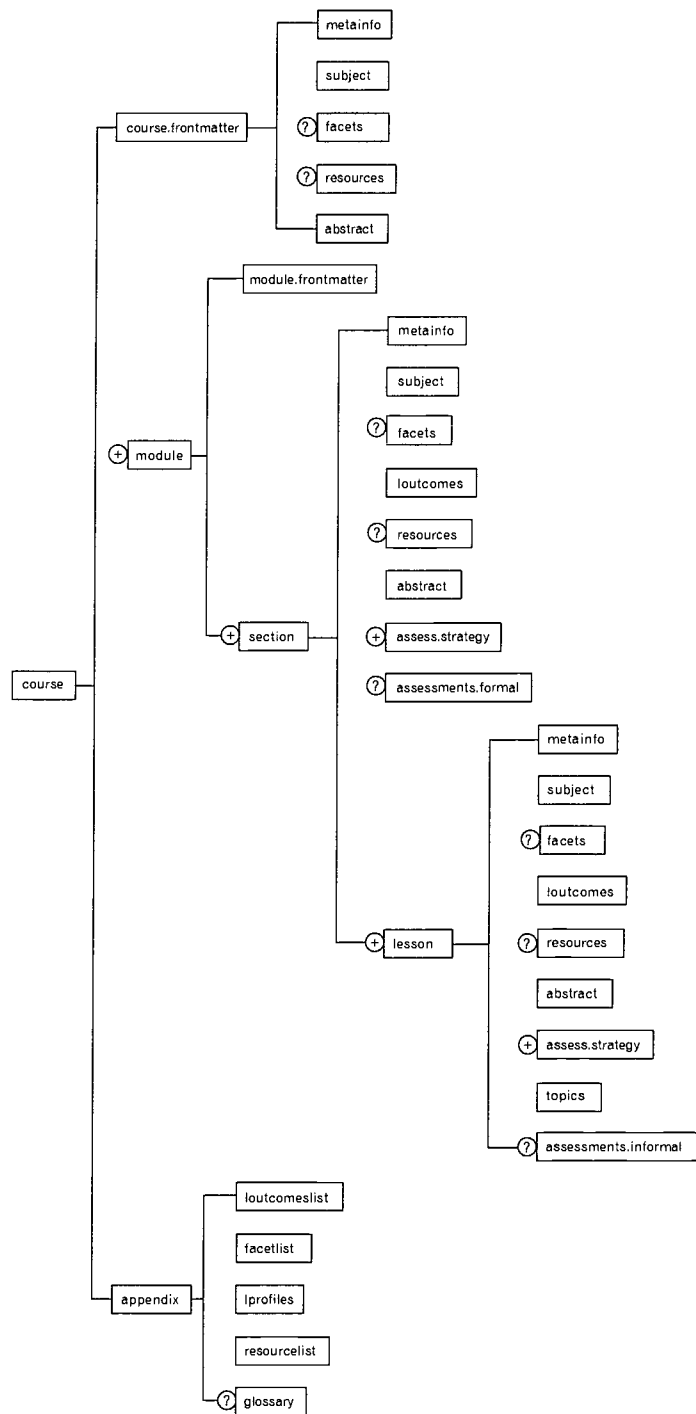 metainfo
subject
course.frontmatter
? facets
? resources
abstract
module.frontmatter
metainfo
subject
? facets
+ module
loutcomes
? resources
abstract
+ section
+ assess.strategy
course
? assessments.formal
metainfo
subject
? facets
loutcomes
+ lesson
? resources
abstract
+ assess.strategy
topics
? assessments.informal
loutcomeslist
facetlist
appendix
lprofiles
resourcelist
? glossary